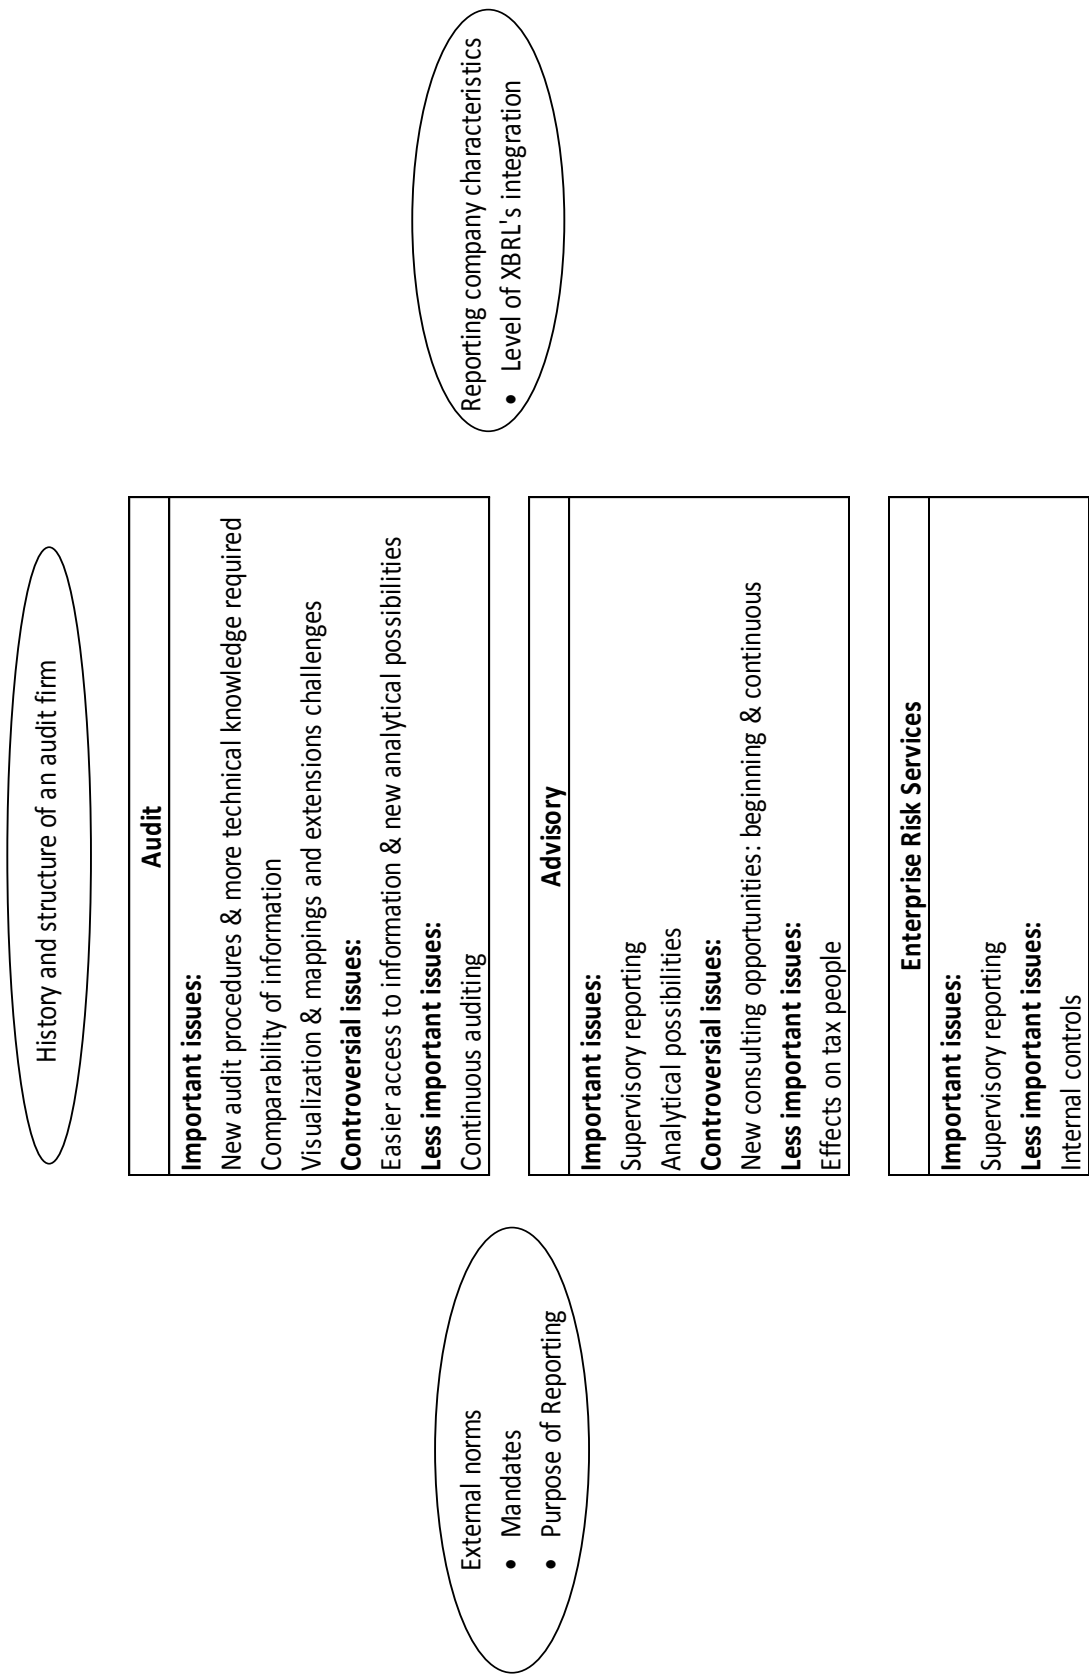 History and structure of an audit firm
External norms
• Mandates
• Purpose of Reporting
Audit
Important issues:
New audit procedures & more technical knowledge required
Comparability of information
Visualization & mappings and extensions challenges
Controversial issues:
Easier access to information & new analytical possibilities
Less important issues:
Continuous auditing
Advisory
Important issues:
Supervisory reporting
Analytical possibilities
Controversial issues:
New consulting opportunities: beginning & continuous
Less important issues:
Effects on tax people
Enterprise Risk Services
Important issues:
Supervisory reporting
Less important issues:
Internal controls
Reporting company characteristics
• Level of XBRL's integration